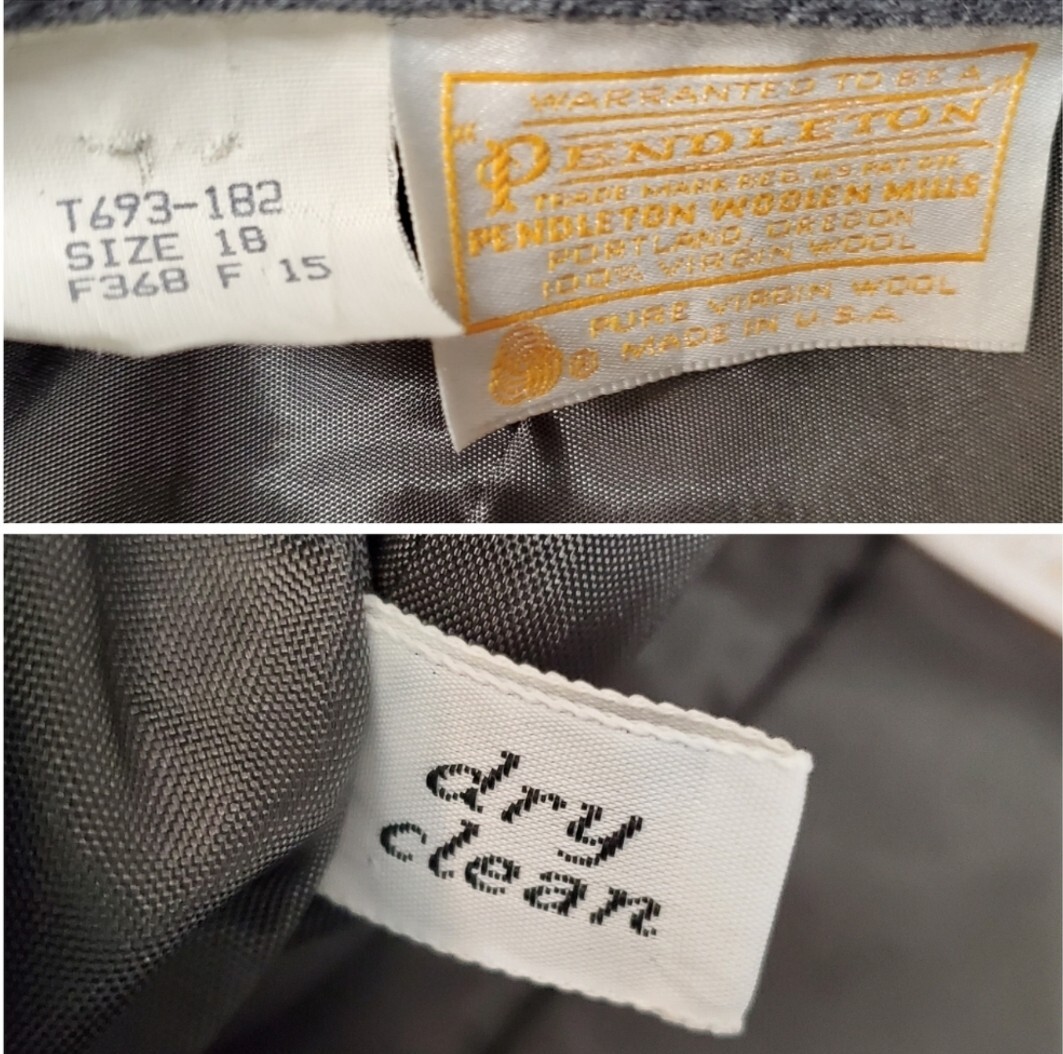 T693-182
SIZE 18
F368 F 15
WARRANTED TO BE A
"PENDLETON"
TRADE MARK REG. U.S. PAT. OFF.
PENDLETON WOOLEN MILLS
PORTLAND, OREGON
100% VIRGIN WOOL
PURE VIRGIN WOOL
® MADE IN U.S.A.
dry
clean